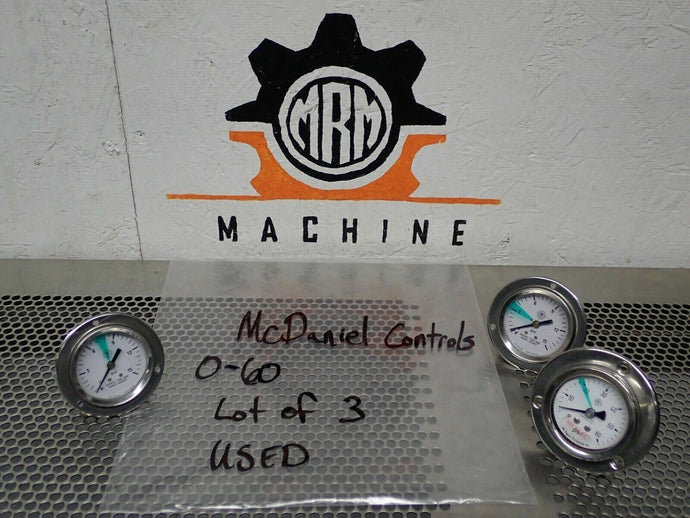 MRM
MACHINE
McDaniel Controls
0-60
Lot of 3
USED